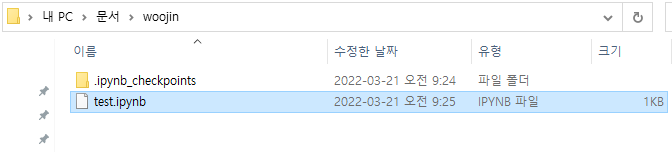 내 PC > 문서 > woojin
이름 수정한 날짜 유형 크기
.ipynb_checkpoints 2022-03-21 오전 9:24 파일 폴더
test.ipynb 2022-03-21 오전 9:25 IPYNB 파일 1KB